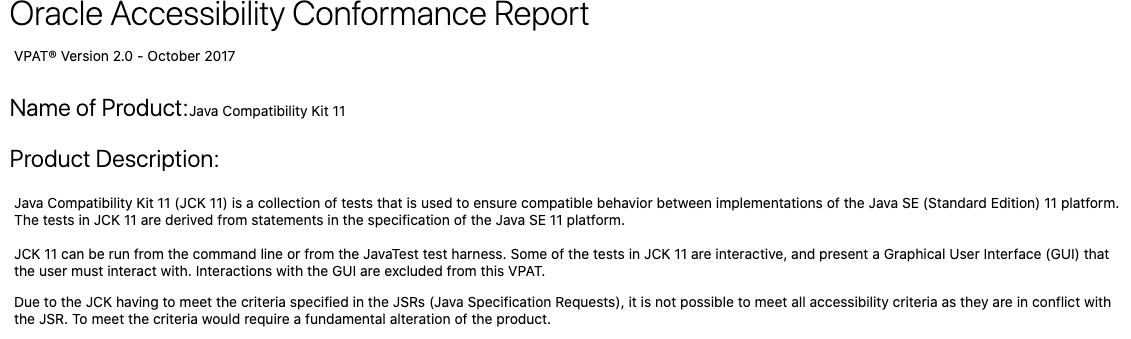 Oracle Accessibility Conformance Report
VPAT® Version 2.0 - October 2017
Name of Product:Java Compatibility Kit 11
Product Description:
Java Compatibility Kit 11 (JCK 11) is a collection of tests that is used to ensure compatible behavior between implementations of the Java SE (Standard Edition) 11 platform.
The tests in JCK 11 are derived from statements in the specification of the Java SE 11 platform.
JCK 11 can be run from the command line or from the JavaTest test harness. Some of the tests in JCK 11 are interactive, and present a Graphical User Interface (GUI) that
the user must interact with. Interactions with the GUI are excluded from this VPAT.
Due to the JCK having to meet the criteria specified in the JSRs (Java Specification Requests), it is not possible to meet all accessibility criteria as they are in conflict with
the JSR. To meet the criteria would require a fundamental alteration of the product.